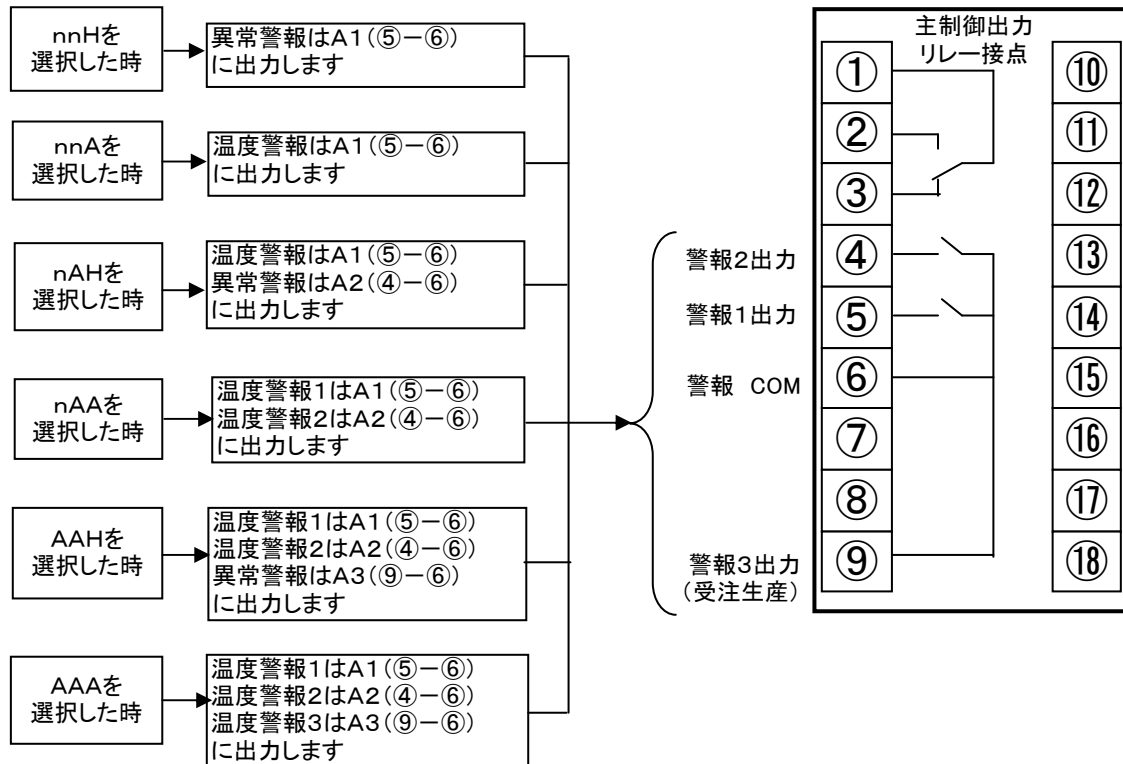 nnHを
選択した時
異常警報はA1(⑤-⑥)
に出力します
nnAを
選択した時
温度警報はA1(⑤-⑥)
に出力します
nAHを
選択した時
温度警報はA1(⑤-⑥)
異常警報はA2(④-⑥)
に出力します
nAAを
選択した時
温度警報1はA1(⑤-⑥)
温度警報2はA2(④-⑥)
に出力します
AAHを
選択した時
温度警報1はA1(⑤-⑥)
温度警報2はA2(④-⑥)
異常警報はA3(⑨-⑥)
に出力します
AAAを
選択した時
温度警報1はA1(⑤-⑥)
温度警報2はA2(④-⑥)
温度警報3はA3(⑨-⑥)
に出力します
警報2出力
警報1出力
警報 COM
警報3出力
(受注生産)
主制御出力
リレー接点
①
②
③
④
⑤
⑥
⑦
⑧
⑨
⑩
⑪
⑫
⑬
⑭
⑮
⑯
⑰
⑱